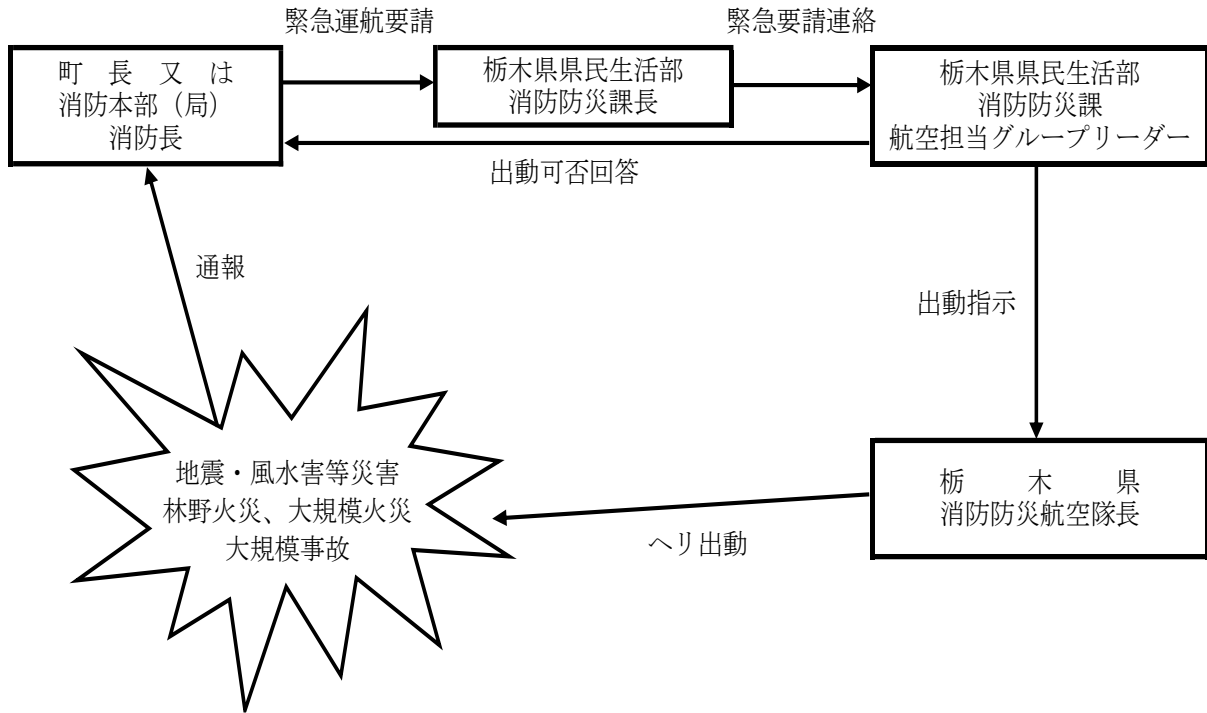 緊急運航要請
緊急要請連絡
町　長　又　は
消防本部（局）
消防長
栃木県県民生活部
消防防災課長
栃木県県民生活部
消防防災課
航空担当グループリーダー
出動可否回答
通報
出動指示
地震・風水害等災害
林野火災、大規模火災
大規模事故
栃　　木　　県
消防防災航空隊長
ヘリ出動